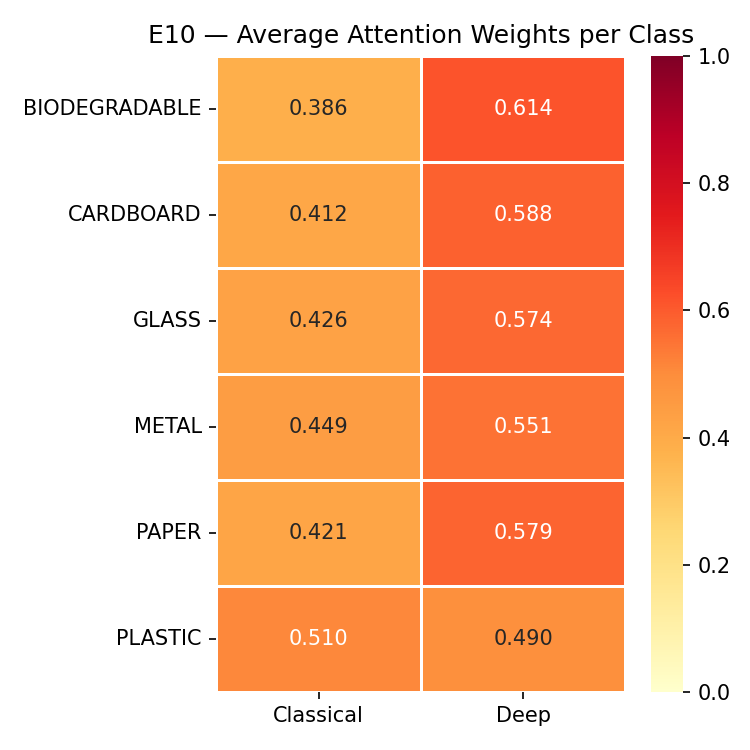 E10 — Average Attention Weights per Class
BIODEGRADABLE 0.386 0.614
CARDBOARD 0.412 0.588
GLASS 0.426 0.574
METAL 0.449 0.551
PAPER 0.421 0.579
PLASTIC 0.510 0.490
Classical Deep
1.0
0.8
0.6
0.4
0.2
0.0